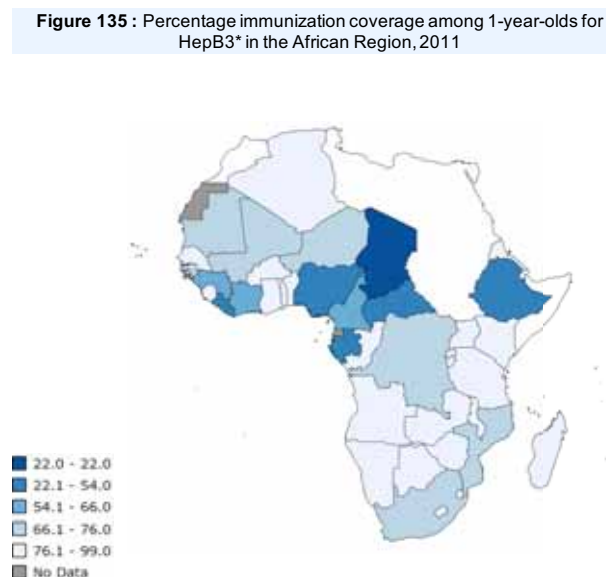 Figure 135 : Percentage immunization coverage among 1-year-olds for
HepB3* in the African Region, 2011
22.0 - 22.0
22.1 - 54.0
54.1 - 66.0
66.1 - 76.0
76.1 - 99.0
No Data